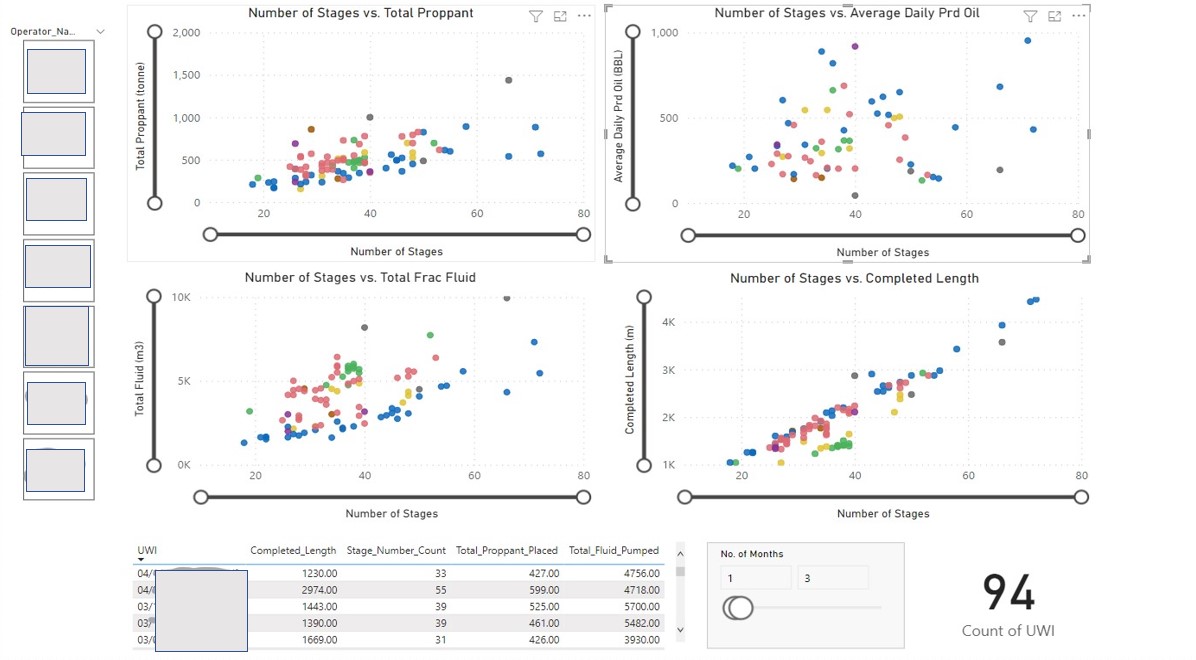 Operator_Na...
Number of Stages vs. Total Proppant
Total Proppant (tonne)
2,000
1,500
1,000
500
0
20 40 60 80
Number of Stages
Number of Stages vs. Average Daily Prd Oil
Average Daily Prd Oil (BBL)
1,000
500
0
20 40 60 80
Number of Stages
Number of Stages vs. Total Frac Fluid
Total Fluid (m3)
10K
5K
0K
20 40 60 80
Number of Stages
Number of Stages vs. Completed Length
Completed Length (m)
4K
3K
2K
1K
20 40 60 80
Number of Stages
UWI Completed_Length Stage_Number_Count Total_Proppant_Placed Total_Fluid_Pumped
04/ 1230.00 33 427.00 4756.00
04/ 2974.00 55 599.00 4718.00
03/ 1443.00 39 525.00 5700.00
03/ 1390.00 39 461.00 5482.00
03/ 1669.00 31 426.00 3930.00
No. of Months
1 3
94
Count of UWI